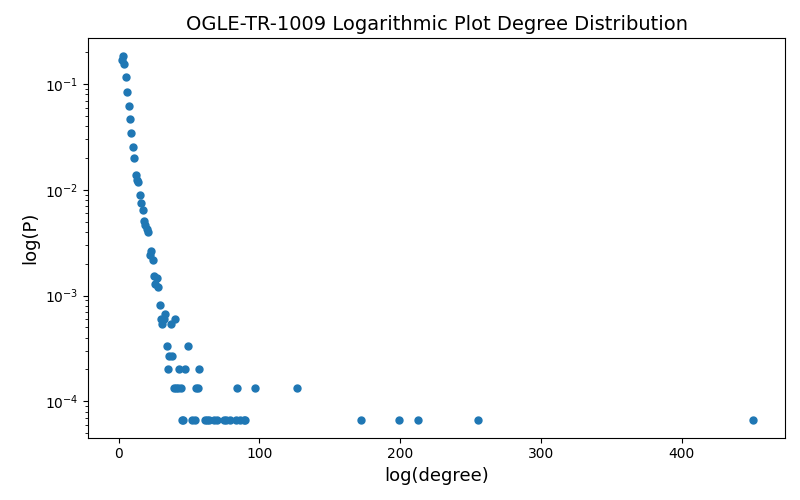 OGLE-TR-1009 Logarithmic Plot Degree Distribution
log(P)
10⁻¹
10⁻²
10⁻³
10⁻⁴
0 100 200 300 400
log(degree)